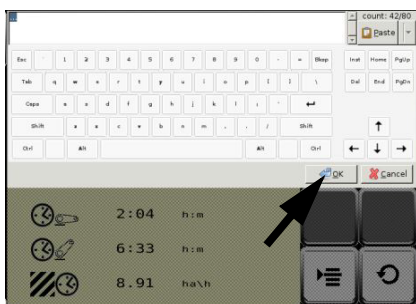 count: 42/80
Paste
Esc ` 1 2 3 4 5 6 7 8 9 0 - = Bksp Inst Home PgUp
Tab q w e r t y u i o p [ ] \ Del End PgDn
Caps a s d f g h j k l ; '
Shift z x c v b n m , . / Shift
Ctrl Alt Alt Ctrl
OK Cancel
2:04 h:m
6:33 h:m
8.91 ha\h